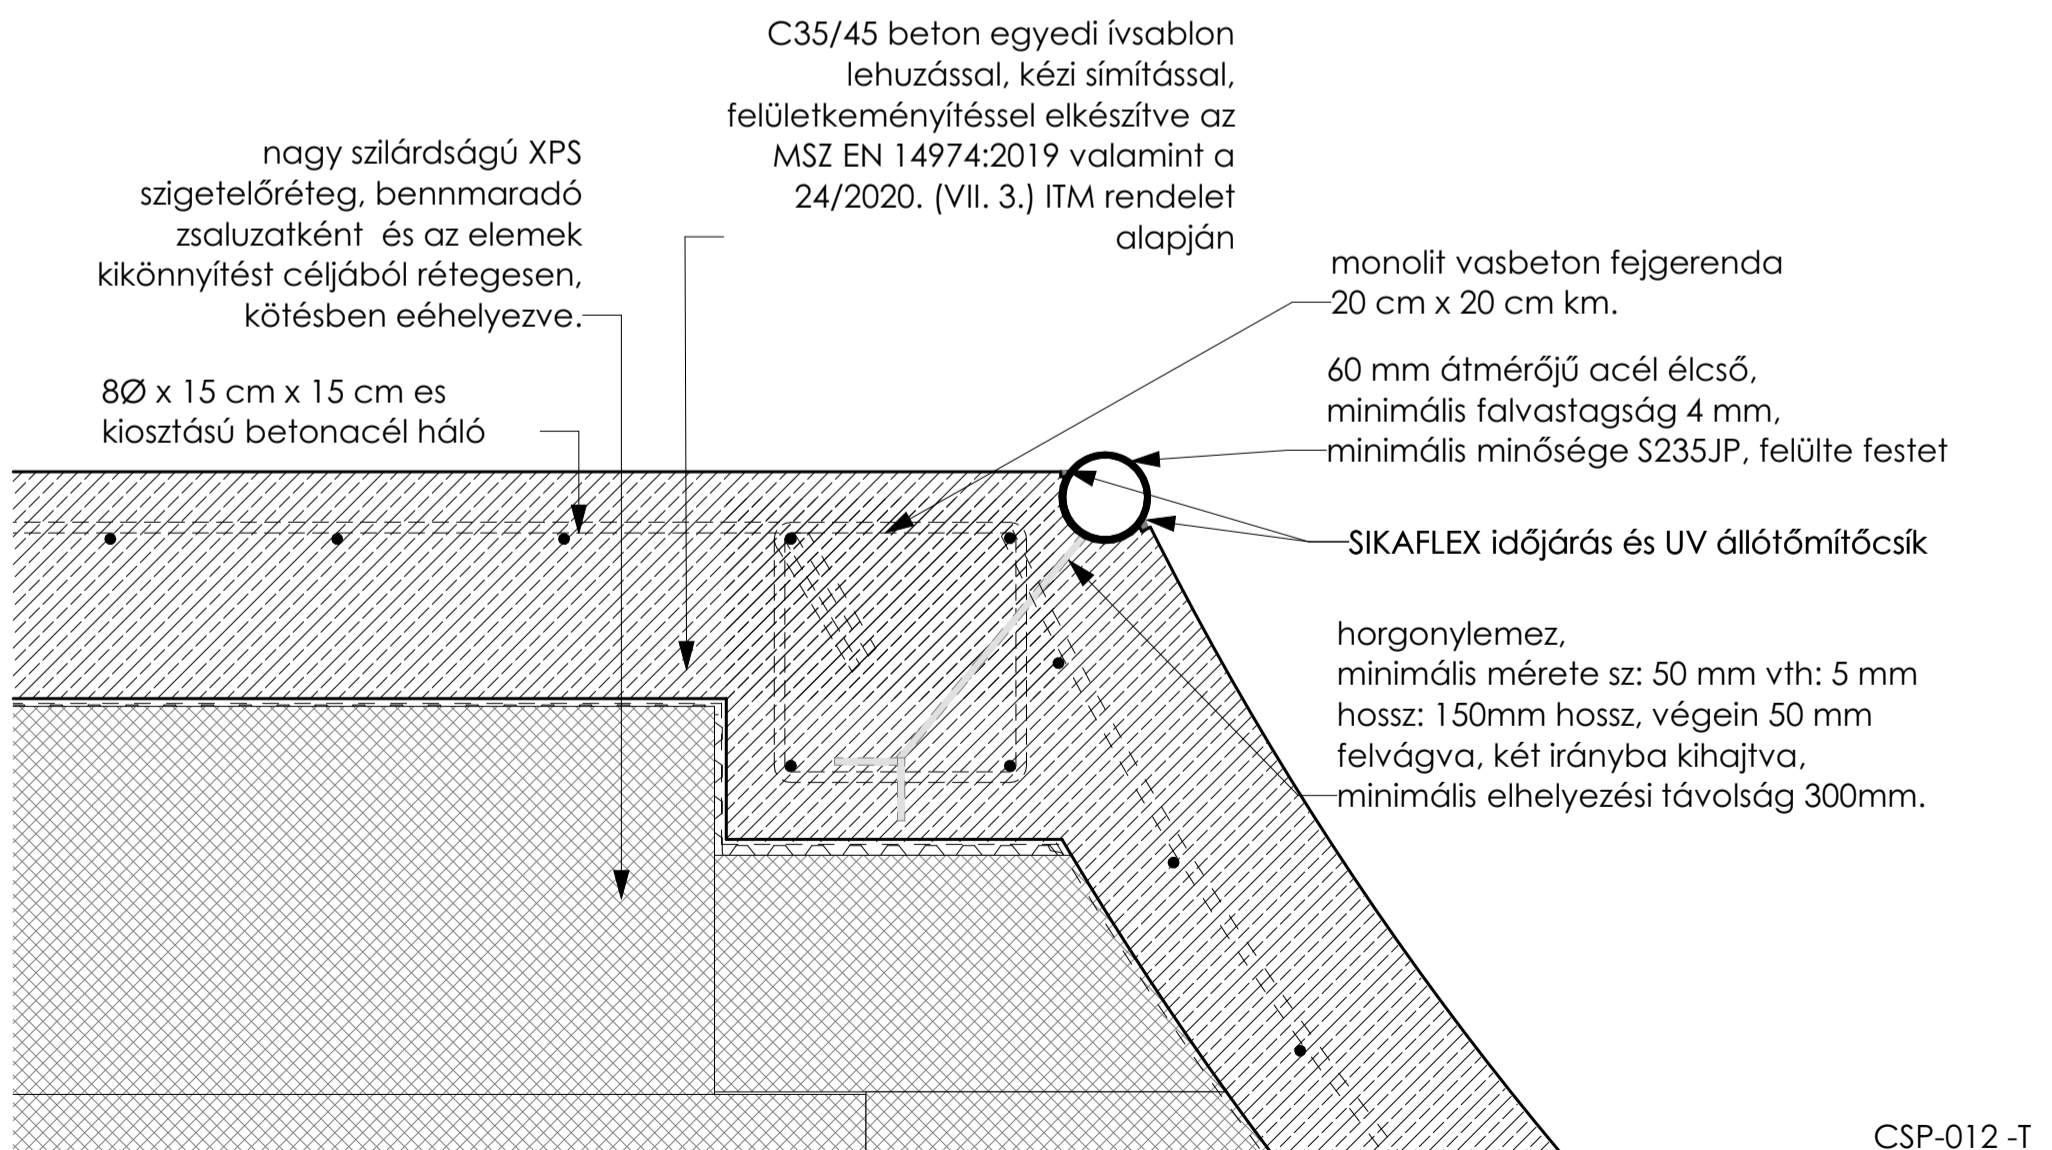 C35/45 beton egyedi ívsablon
lehuzással, kézi símítással,
felületkeményítéssel elkészítve az
MSZ EN 14974:2019 valamint a
24/2020. (VII. 3.) ITM rendelet
alapján
nagy szilárdságú XPS
szigetelőréteg, bennmaradó
zsaluzatként és az elemek
kikönnyítést céljából rétegesen,
kötésben eéhelyezve.
8Ø x 15 cm x 15 cm es
kiosztású betonacél háló
monolit vasbeton fejgerenda
20 cm x 20 cm km.
60 mm átmérőjű acél élcső,
minimális falvastagság 4 mm,
minimális minősége S235JP, felülte festet
SIKAFLEX időjárás és UV állótőmítőcsík
horgonylemez,
minimális mérete sz: 50 mm vth: 5 mm
hossz: 150mm hossz, végein 50 mm
felvágva, két irányba kihajtva,
minimális elhelyezési távolság 300mm.
CSP-012 -T